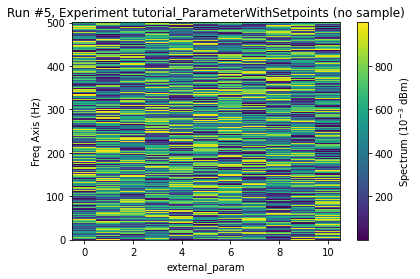 Run #5, Experiment tutorial_ParameterWithSetpoints (no sample)
500
400
300
200
100
0
Freq Axis (Hz)
0 2 4 6 8 10
external_param
800
600
400
200
Spectrum (10⁻³ dBm)